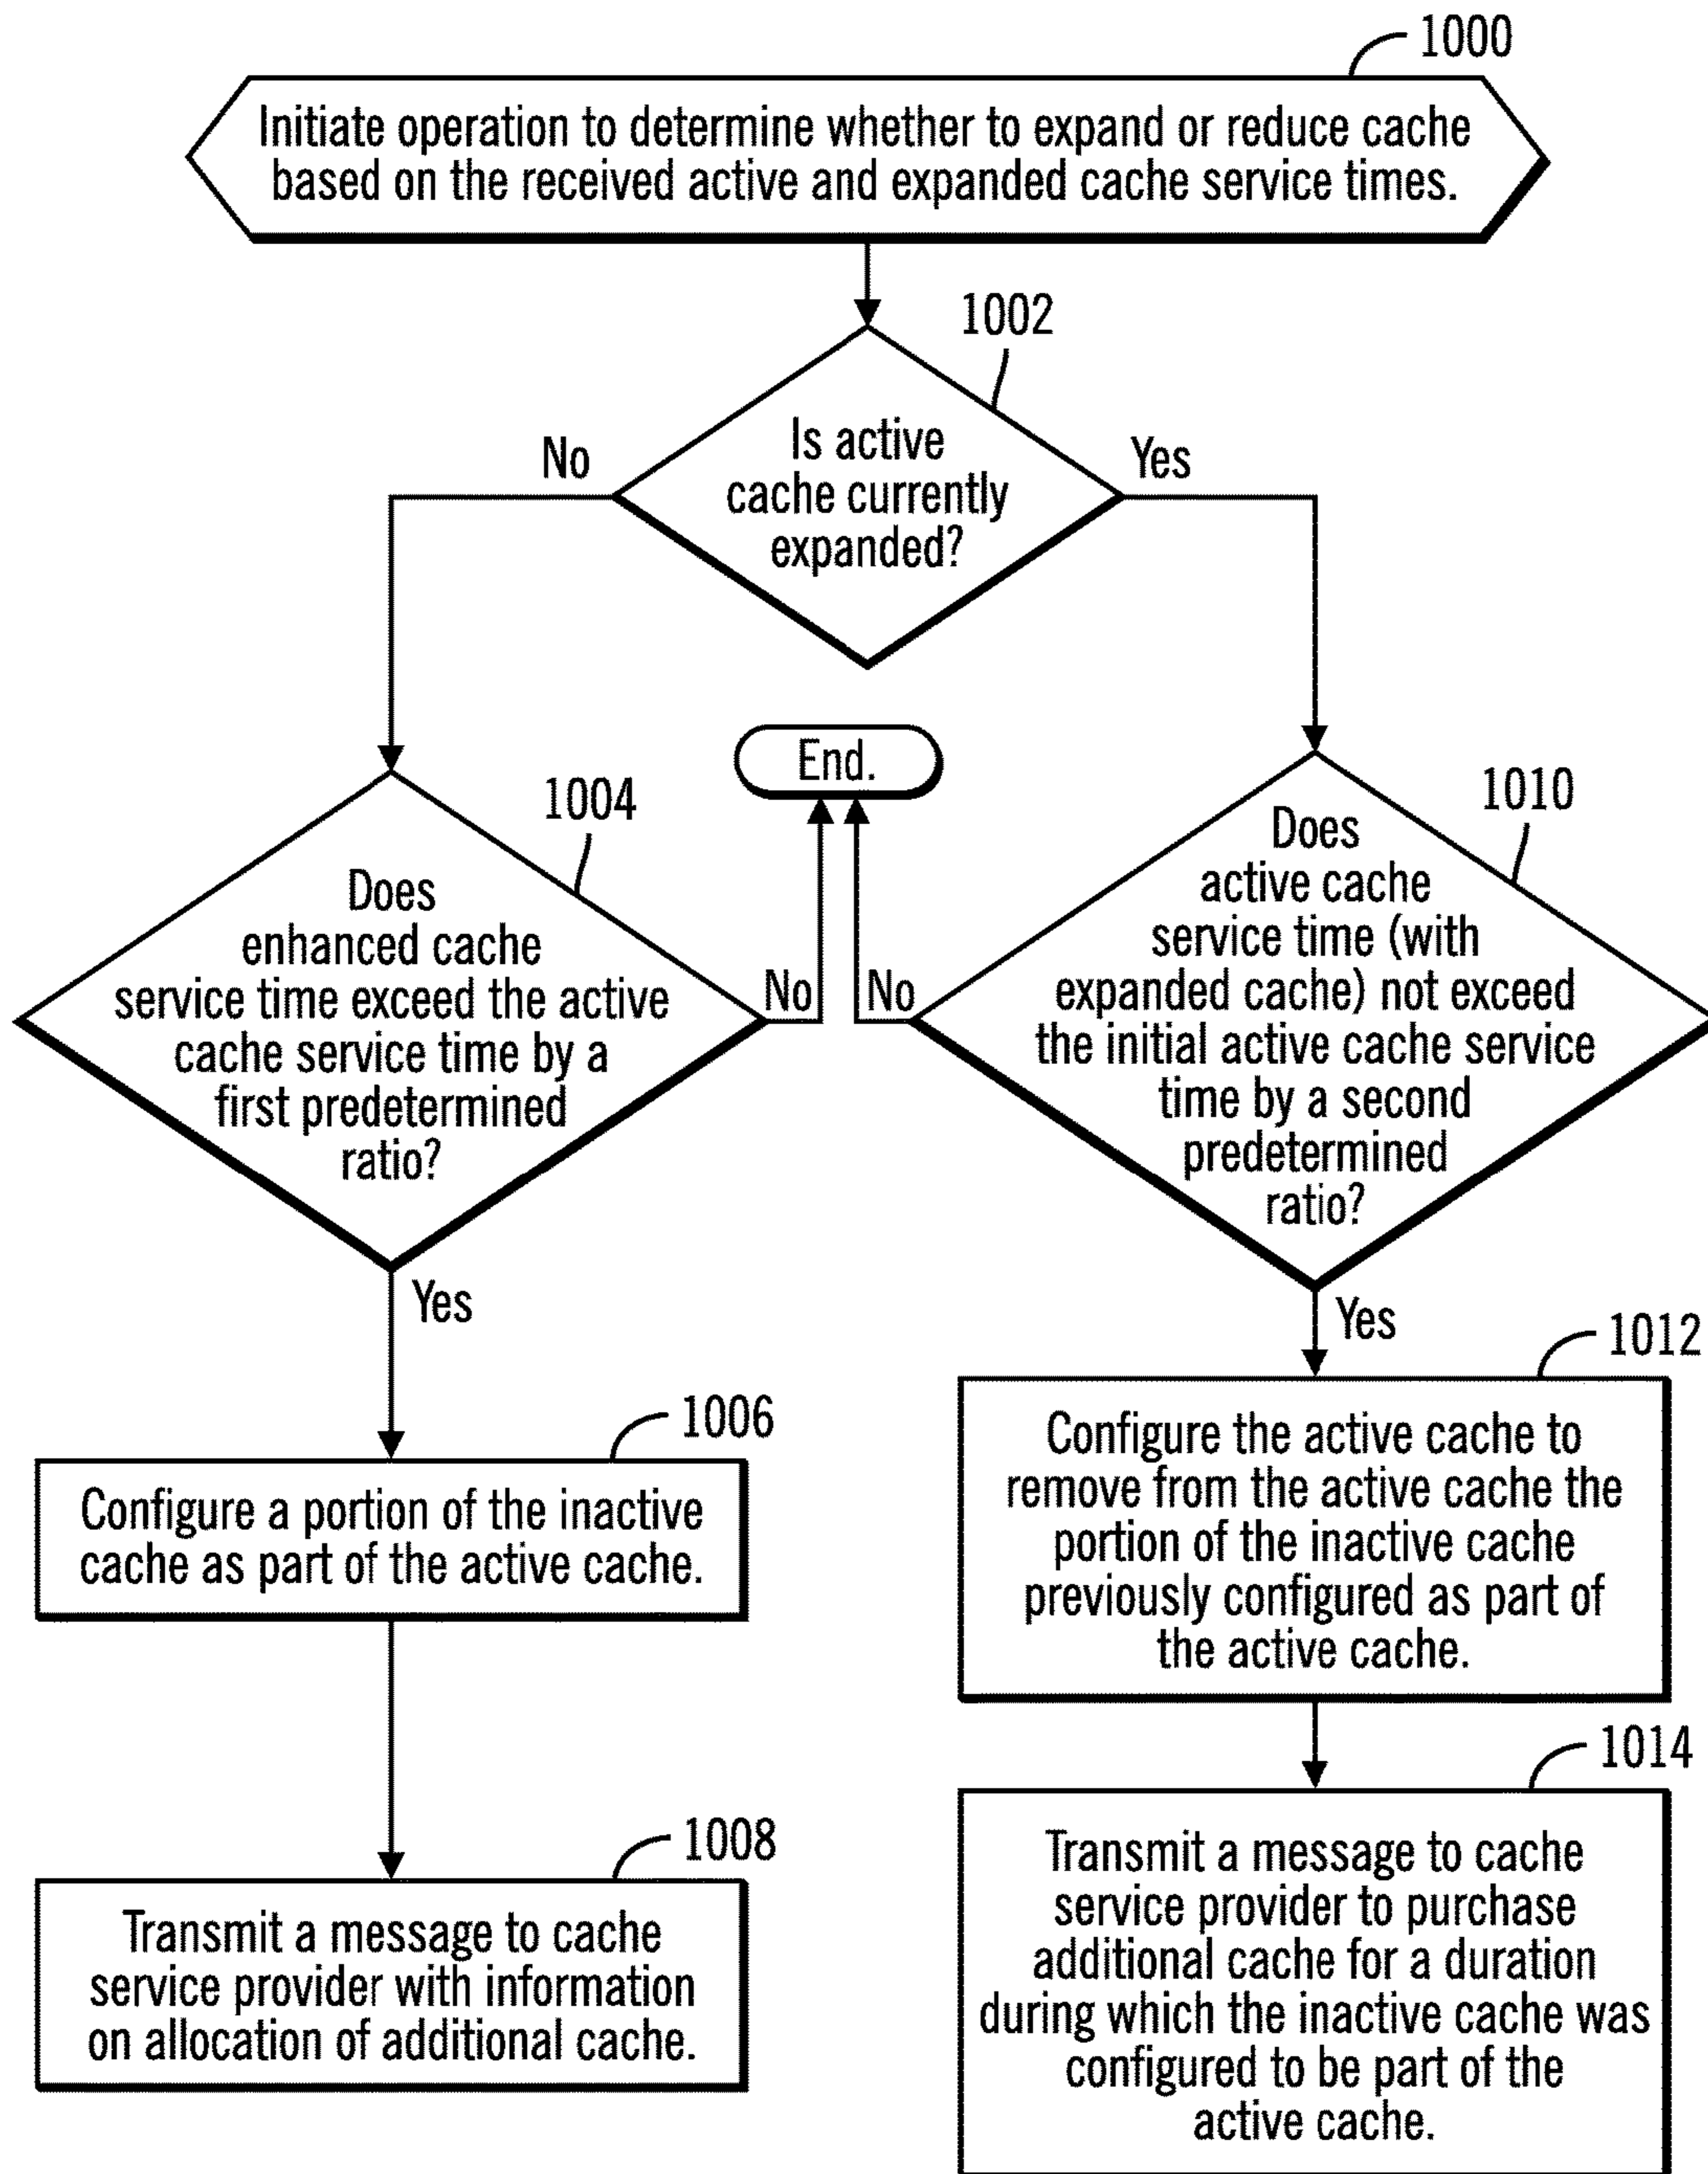 1000
Initiate operation to determine whether to expand or reduce cache
based on the received active and expanded cache service times.
1002
Is active
cache currently
expanded?
No
Yes
End.
1004
Does
enhanced cache
service time exceed the active
cache service time by a
first predetermined
ratio?
No
Yes
1010
Does
active cache
service time (with
expanded cache) not exceed
the initial active cache service
time by a second
predetermined
ratio?
No
Yes
1006
Configure a portion of the inactive
cache as part of the active cache.
1008
Transmit a message to cache
service provider with information
on allocation of additional cache.
1012
Configure the active cache to
remove from the active cache the
portion of the inactive cache
previously configured as part of
the active cache.
1014
Transmit a message to cache
service provider to purchase
additional cache for a duration
during which the inactive cache was
configured to be part of the
active cache.